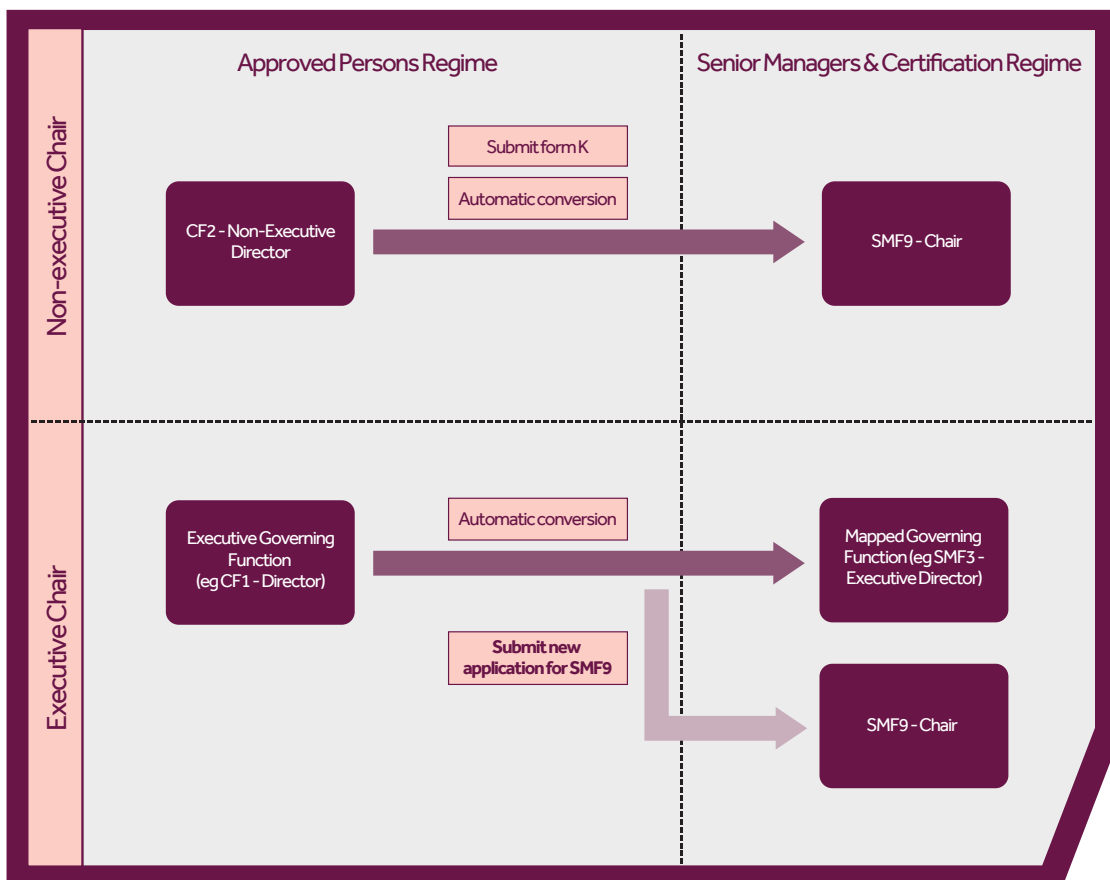 Approved Persons Regime
Senior Managers & Certification Regime
Non-executive Chair
Submit form K
Automatic conversion
CF2 - Non-Executive
Director
SMF9 - Chair
Executive Chair
Automatic conversion
Executive Governing
Function
(eg CF1 - Director)
Mapped Governing
Function (eg SMF3 -
Executive Director)
Submit new
application for SMF9
SMF9 - Chair